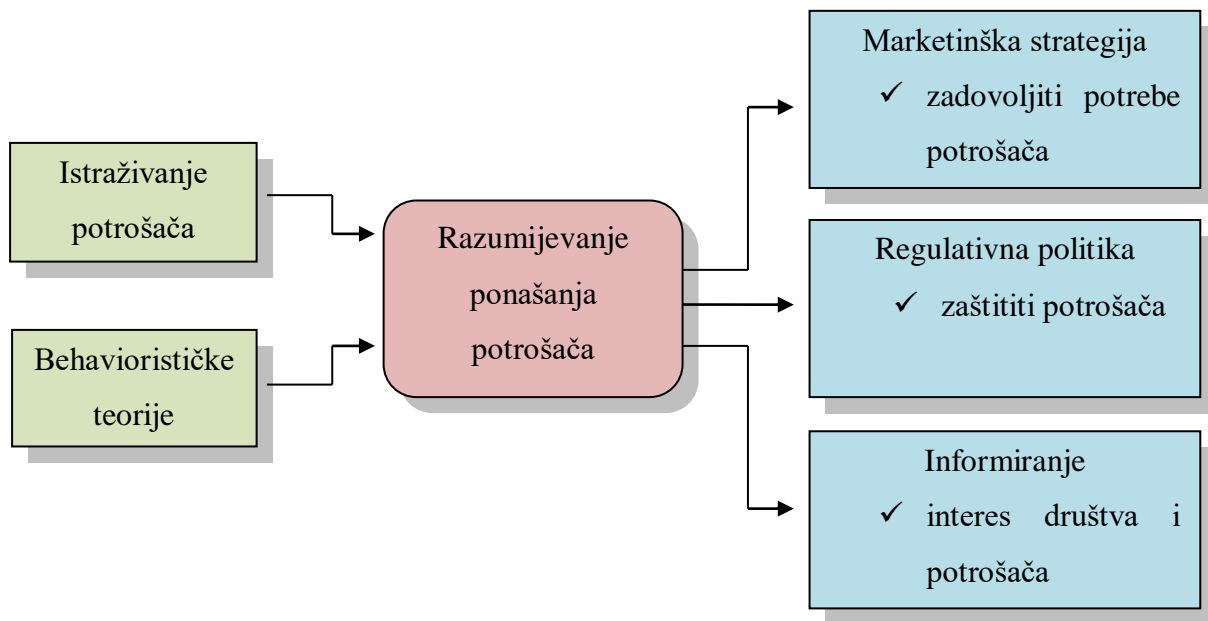 Istraživanje
potrošača
Behaviorističke
teorije
Razumijevanje
ponašanja
potrošača
Marketinška strategija
✓ zadovoljiti potrebe
potrošača
Regulativna politika
✓ zaštititi potrošača
Informiranje
✓ interes društva i
potrošača